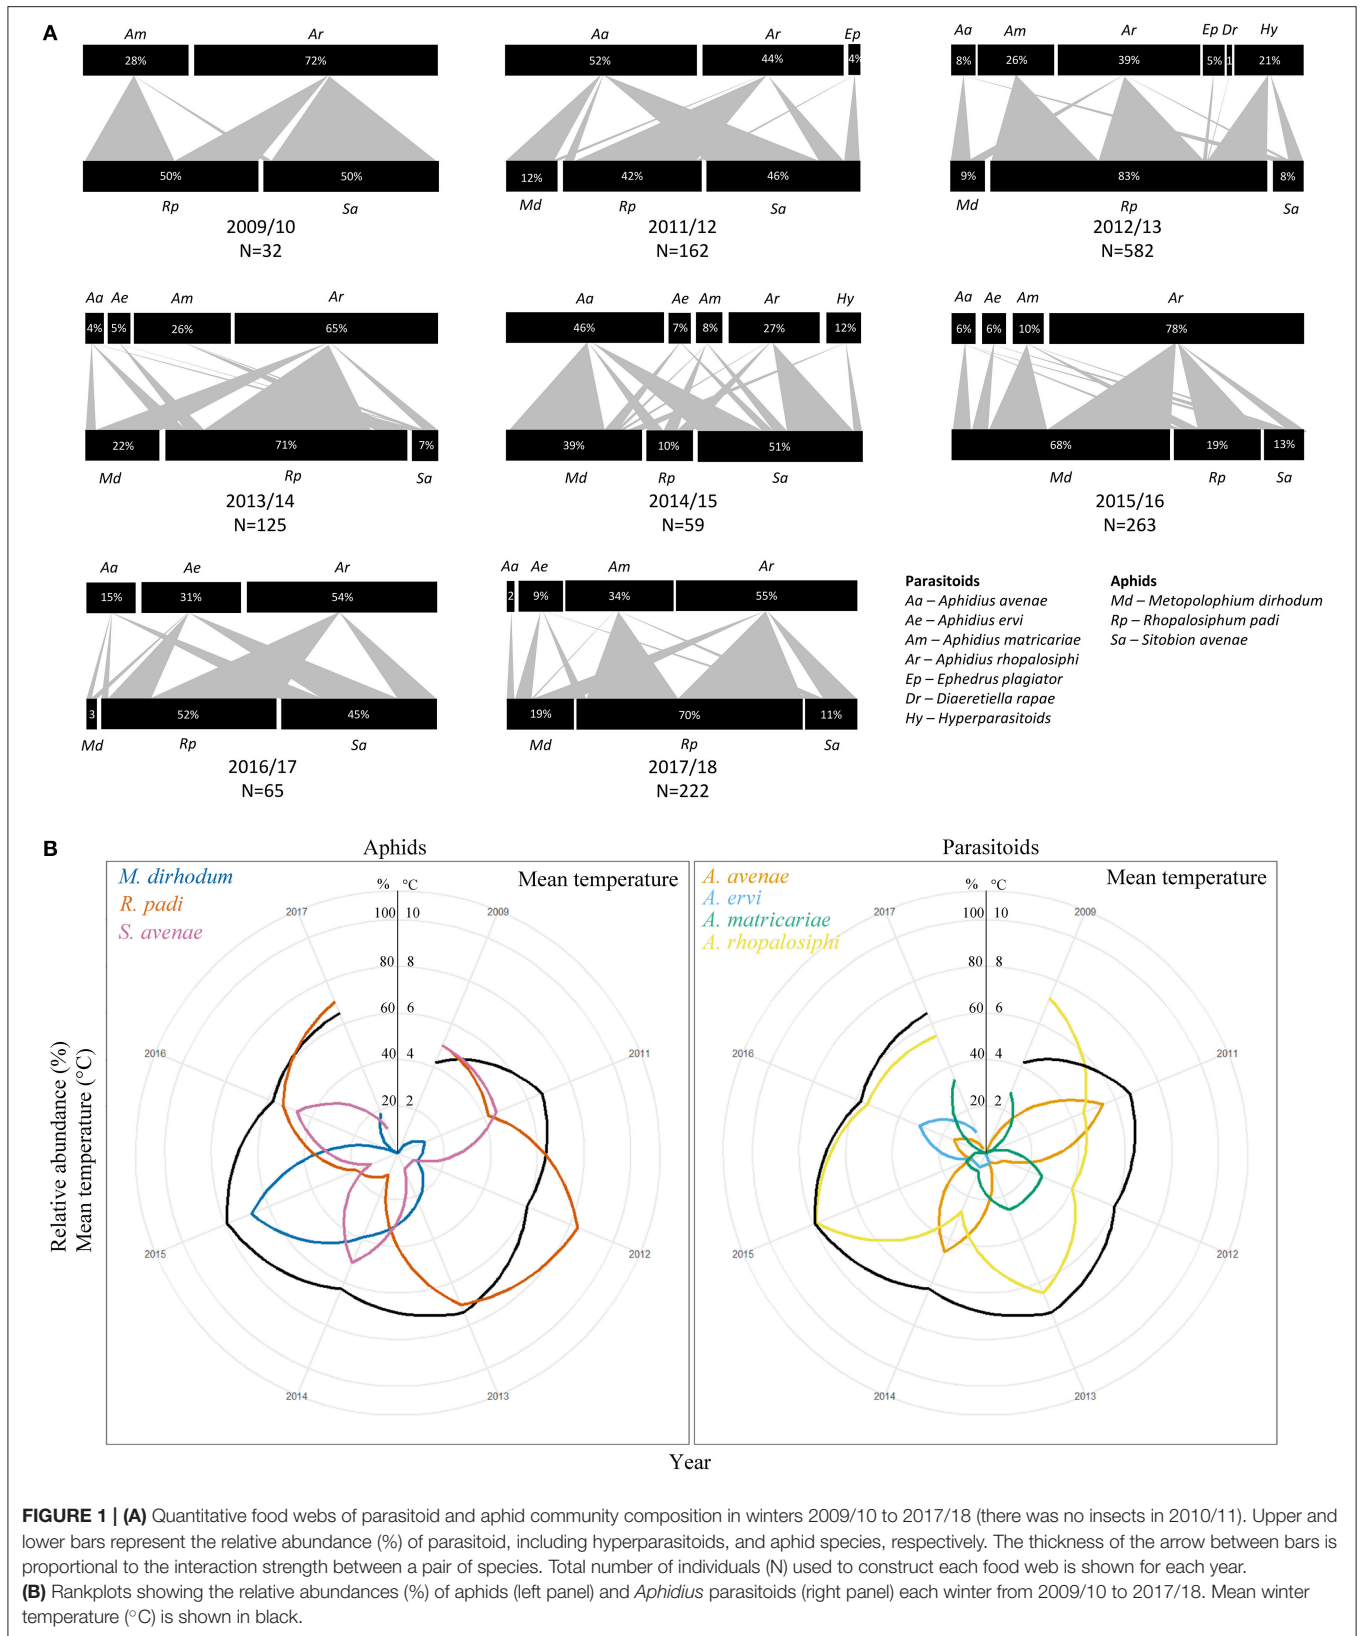 A
Am Ar
28% 72%
50% 50%
Rp Sa
2009/10
N=32
Aa Ar Ep
52% 44% 4%
12% 42% 46%
Md Rp Sa
2011/12
N=162
Aa Am Ar Ep Dr Hy
8% 26% 39% 5% 1 21%
9% 83% 8%
Md Rp Sa
2012/13
N=582
Aa Ae Am Ar
4% 5% 26% 65%
22% 71% 7%
Md Rp Sa
2013/14
N=125
Aa Ae Am Ar Hy
46% 7% 8% 27% 12%
39% 10% 51%
Md Rp Sa
2014/15
N=59
Aa Ae Am Ar
6% 6% 10% 78%
68% 19% 13%
Md Rp Sa
2015/16
N=263
Aa Ae Ar
15% 31% 54%
3 52% 45%
Md Rp Sa
2016/17
N=65
Aa Ae Am Ar
2 9% 34% 55%
19% 70% 11%
Md Rp Sa
2017/18
N=222
Parasitoids
Aa – Aphidius avenae
Ae – Aphidius ervi
Am – Aphidius matricariae
Ar – Aphidius rhopalosiphi
Ep – Ephedrus plagiator
Dr – Diaeretiella rapae
Hy – Hyperparasitoids
Aphids
Md – Metopolophium dirhodum
Rp – Rhopalosiphum padi
Sa – Sitobion avenae
B
Aphids
M. dirhodum
R. padi
S. avenae
Mean temperature
% °C
100 10
80 8
60 6
40 4
20 2
2009
2011
2012
2013
2014
2015
2016
2017
Relative abundance (%)
Mean temperature (°C)
Parasitoids
A. avenae
A. ervi
A. matricariae
A. rhopalosiphi
Mean temperature
% °C
100 10
80 8
60 6
40 4
20 2
2009
2011
2012
2013
2014
2015
2016
2017
Year
FIGURE 1 | (A) Quantitative food webs of parasitoid and aphid community composition in winters 2009/10 to 2017/18 (there was no insects in 2010/11). Upper and
lower bars represent the relative abundance (%) of parasitoid, including hyperparasitoids, and aphid species, respectively. The thickness of the arrow between bars is
proportional to the interaction strength between a pair of species. Total number of individuals (N) used to construct each food web is shown for each year.
(B) Rankplots showing the relative abundances (%) of aphids (left panel) and Aphidius parasitoids (right panel) each winter from 2009/10 to 2017/18. Mean winter
temperature (°C) is shown in black.